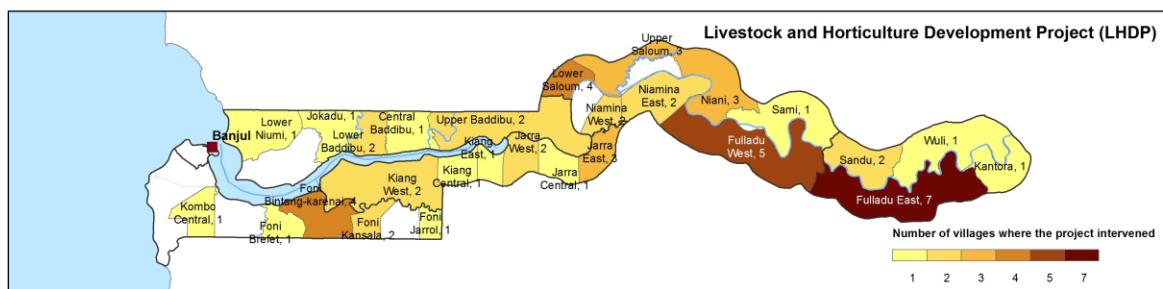 Livestock and Horticulture Development Project (LHDP)
Upper
Saloum, 3
Lower
Saloum, 4
Niamina
East, 2
Niani, 3
Sami, 1
Niamina
West, 2
Jokadu, 1
Central
Baddibu, 1
Upper Baddibu, 2
Lower
Niumi, 1
Banjul
Lower
Baddibu, 2
Kiang
East, 1
Jarra
West, 2
Jarra
East, 3
Fulladu
West, 5
Wuli, 1
Sandu, 2
Kantora, 1
Kiang
Central, 1
Jarra
Central, 1
Kiang
West, 2
Foni
Bintang-karenai, 4
Fulladu East, 7
Kombo
Central, 1
Foni
Brefet, 1
Foni
Kansala, 2
Foni
Jarrol, 1
Number of villages where the project intervened
1 2 3 4 5 7